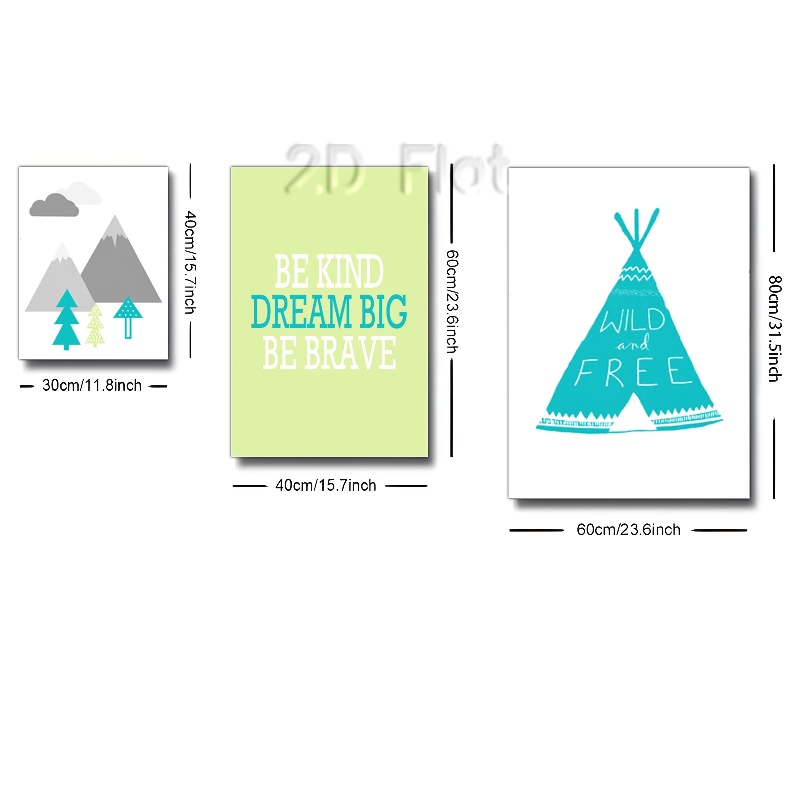 2D Flat
40cm/15.7inch
30cm/11.8inch
BE KIND
DREAM BIG
BE BRAVE
60cm/23.6inch
40cm/15.7inch
WILD
and
FREE
80cm/31.5inch
60cm/23.6inch